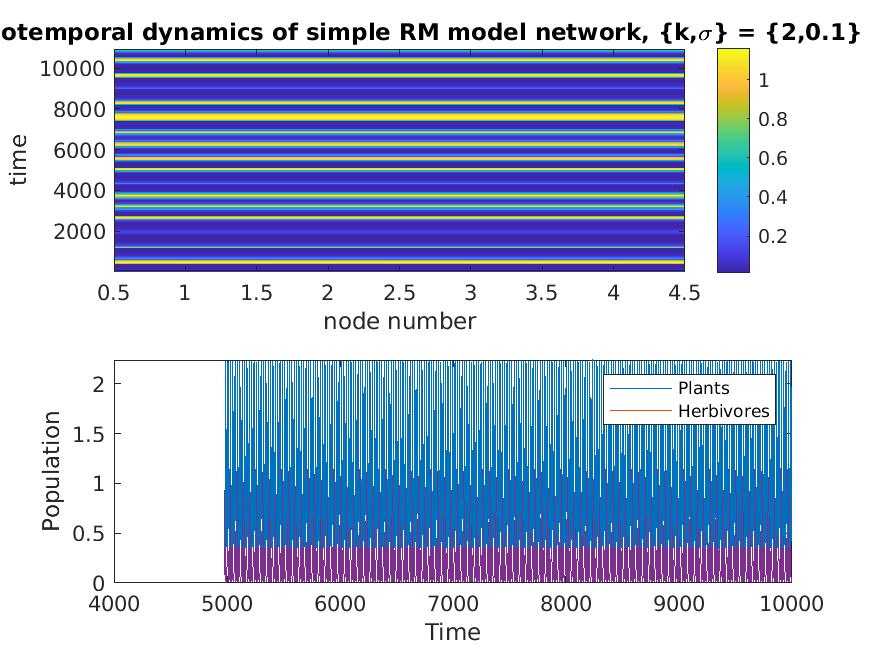 otemporal dynamics of simple RM model network, {k,σ} = {2,0.1}
10000
8000
6000
4000
2000
time
0.5 1 1.5 2 2.5 3 3.5 4 4.5
node number
1
0.8
0.6
0.4
0.2
2
1.5
1
0.5
0
Population
Plants
Herbivores
4000 5000 6000 7000 8000 9000 10000
Time